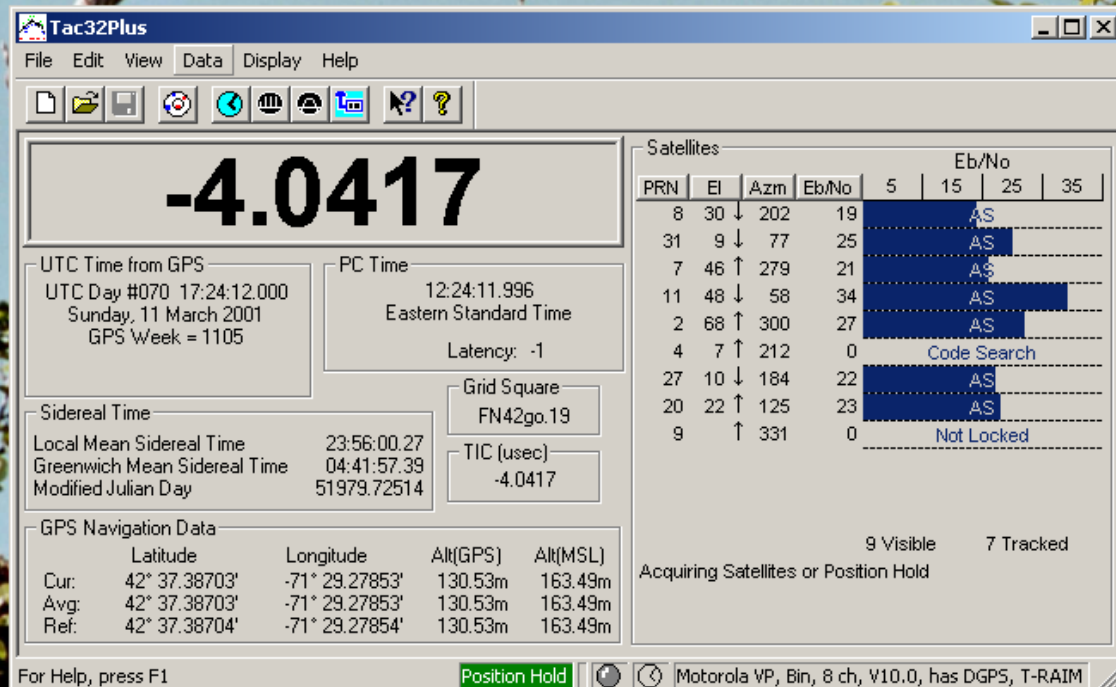 Tac32Plus
File Edit View Data Display Help
-4.0417
UTC Time from GPS
UTC Day #070 17:24:12.000
Sunday, 11 March 2001
GPS Week = 1105
PC Time
12:24:11.996
Eastern Standard Time
Latency: -1
Grid Square
FN42go.19
Sidereal Time
Local Mean Sidereal Time 23:56:00.27
Greenwich Mean Sidereal Time 04:41:57.39
Modified Julian Day 51979.72514
TIC (usec)
-4.0417
GPS Navigation Data
Latitude Longitude Alt(GPS) Alt(MSL)
Cur: 42° 37.38703' -71° 29.27853' 130.53m 163.49m
Avg: 42° 37.38703' -71° 29.27853' 130.53m 163.49m
Ref: 42° 37.38704' -71° 29.27854' 130.53m 163.49m
Satellites
Eb/No
PRN El Azm Eb/No 5 15 25 35
8 30 ↓ 202 19 AS
31 9 ↓ 77 25 AS
7 46 ↑ 279 21 AS
11 48 ↓ 58 34 AS
2 68 ↑ 300 27 AS
4 7 ↑ 212 0 Code Search
27 10 ↓ 184 22 AS
20 22 ↑ 125 23 AS
9 ↑ 331 0 Not Locked
9 Visible 7 Tracked
Acquiring Satellites or Position Hold
For Help, press F1
Position Hold
Motorola VP, Bin, 8 ch, V10.0, has DGPS, T-RAIM